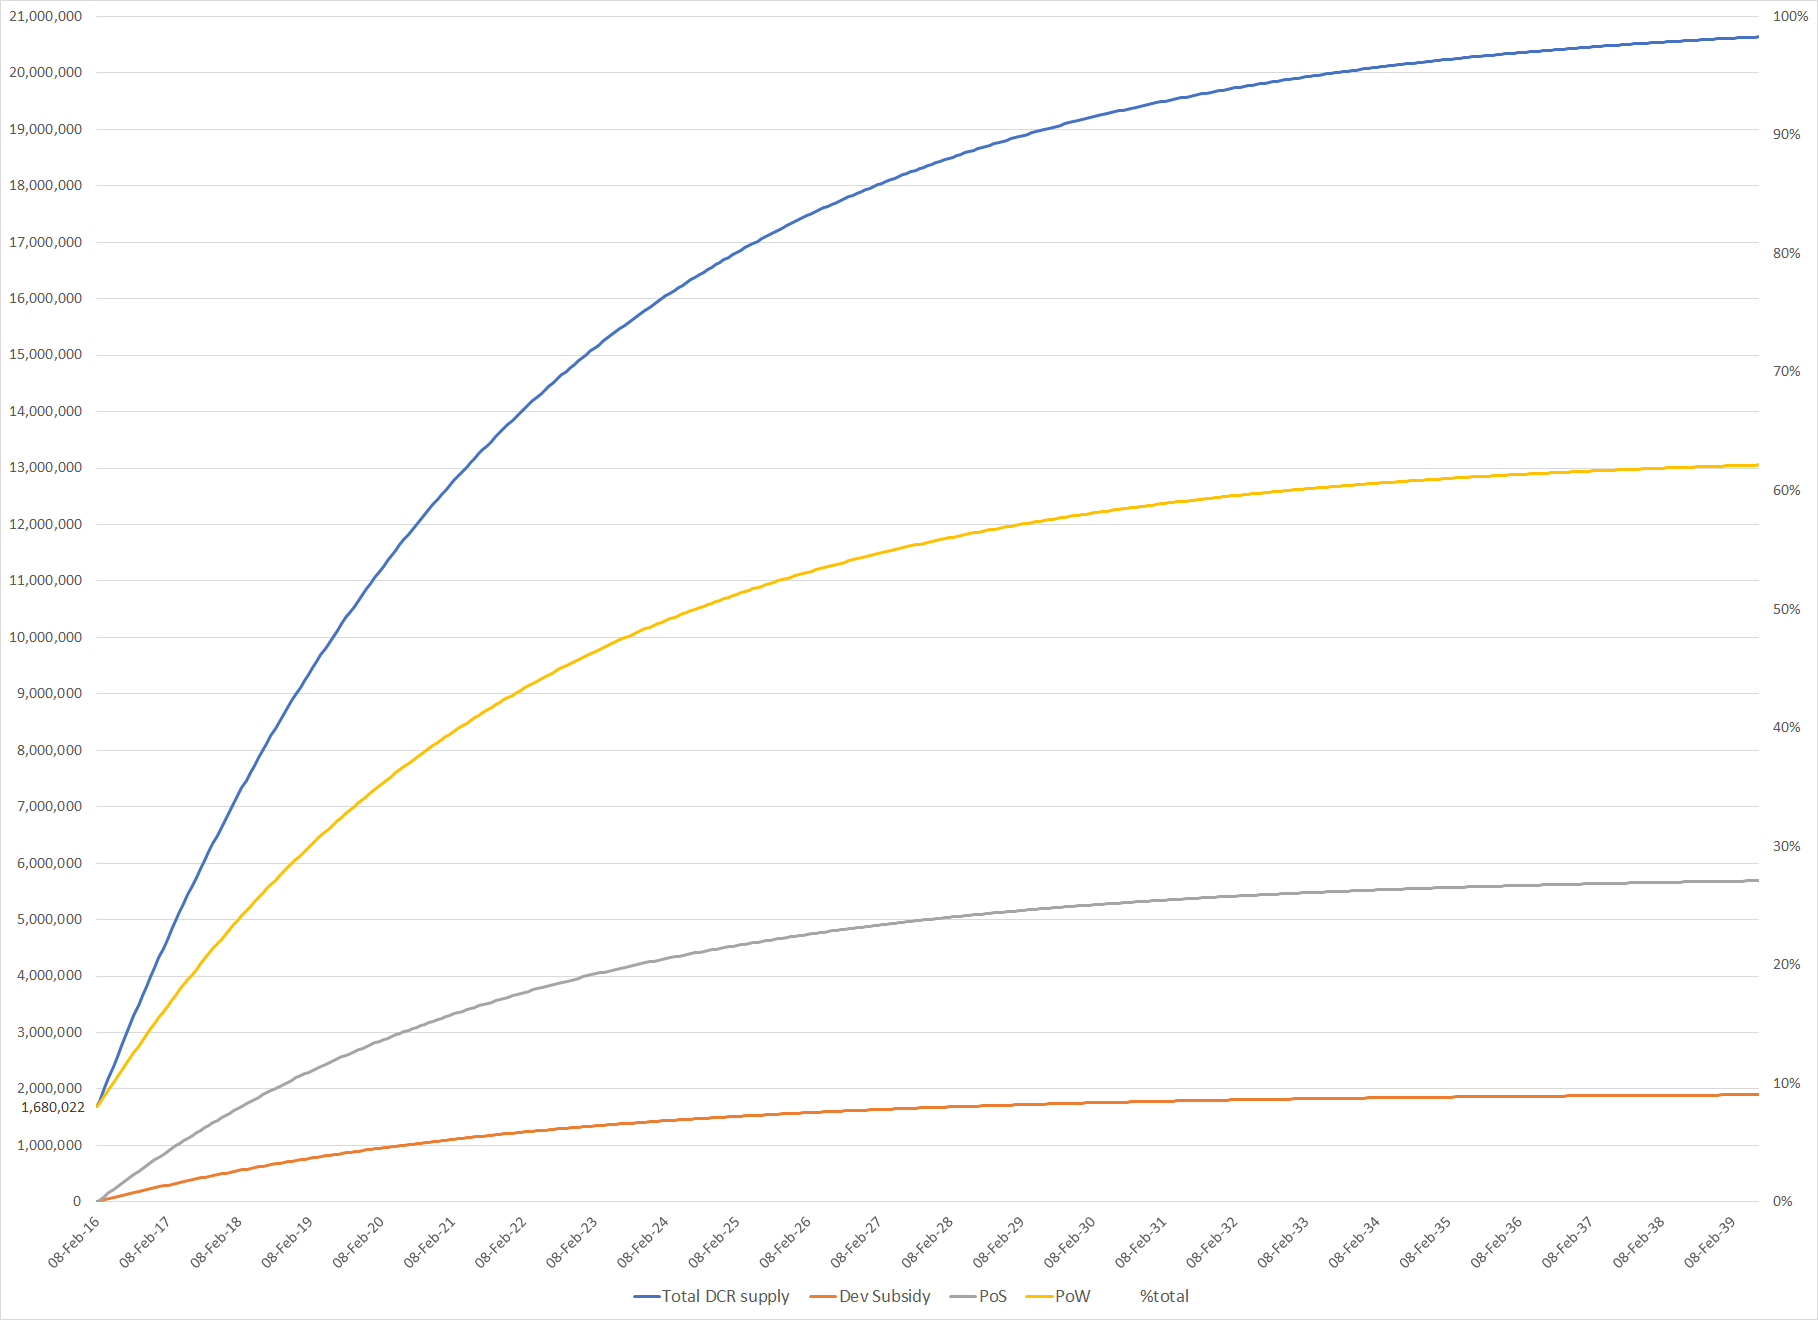 21,000,000
20,000,000
19,000,000
18,000,000
17,000,000
16,000,000
15,000,000
14,000,000
13,000,000
12,000,000
11,000,000
10,000,000
9,000,000
8,000,000
7,000,000
6,000,000
5,000,000
4,000,000
3,000,000
2,000,000
1,680,022
1,000,000
0
100%
90%
80%
70%
60%
50%
40%
30%
20%
10%
0%
08-Feb-16
08-Feb-17
08-Feb-18
08-Feb-19
08-Feb-20
08-Feb-21
08-Feb-22
08-Feb-23
08-Feb-24
08-Feb-25
08-Feb-26
08-Feb-27
08-Feb-28
08-Feb-29
08-Feb-30
08-Feb-31
08-Feb-32
08-Feb-33
08-Feb-34
08-Feb-35
08-Feb-36
08-Feb-37
08-Feb-38
08-Feb-39
Total DCR supply Dev Subsidy PoS PoW %total